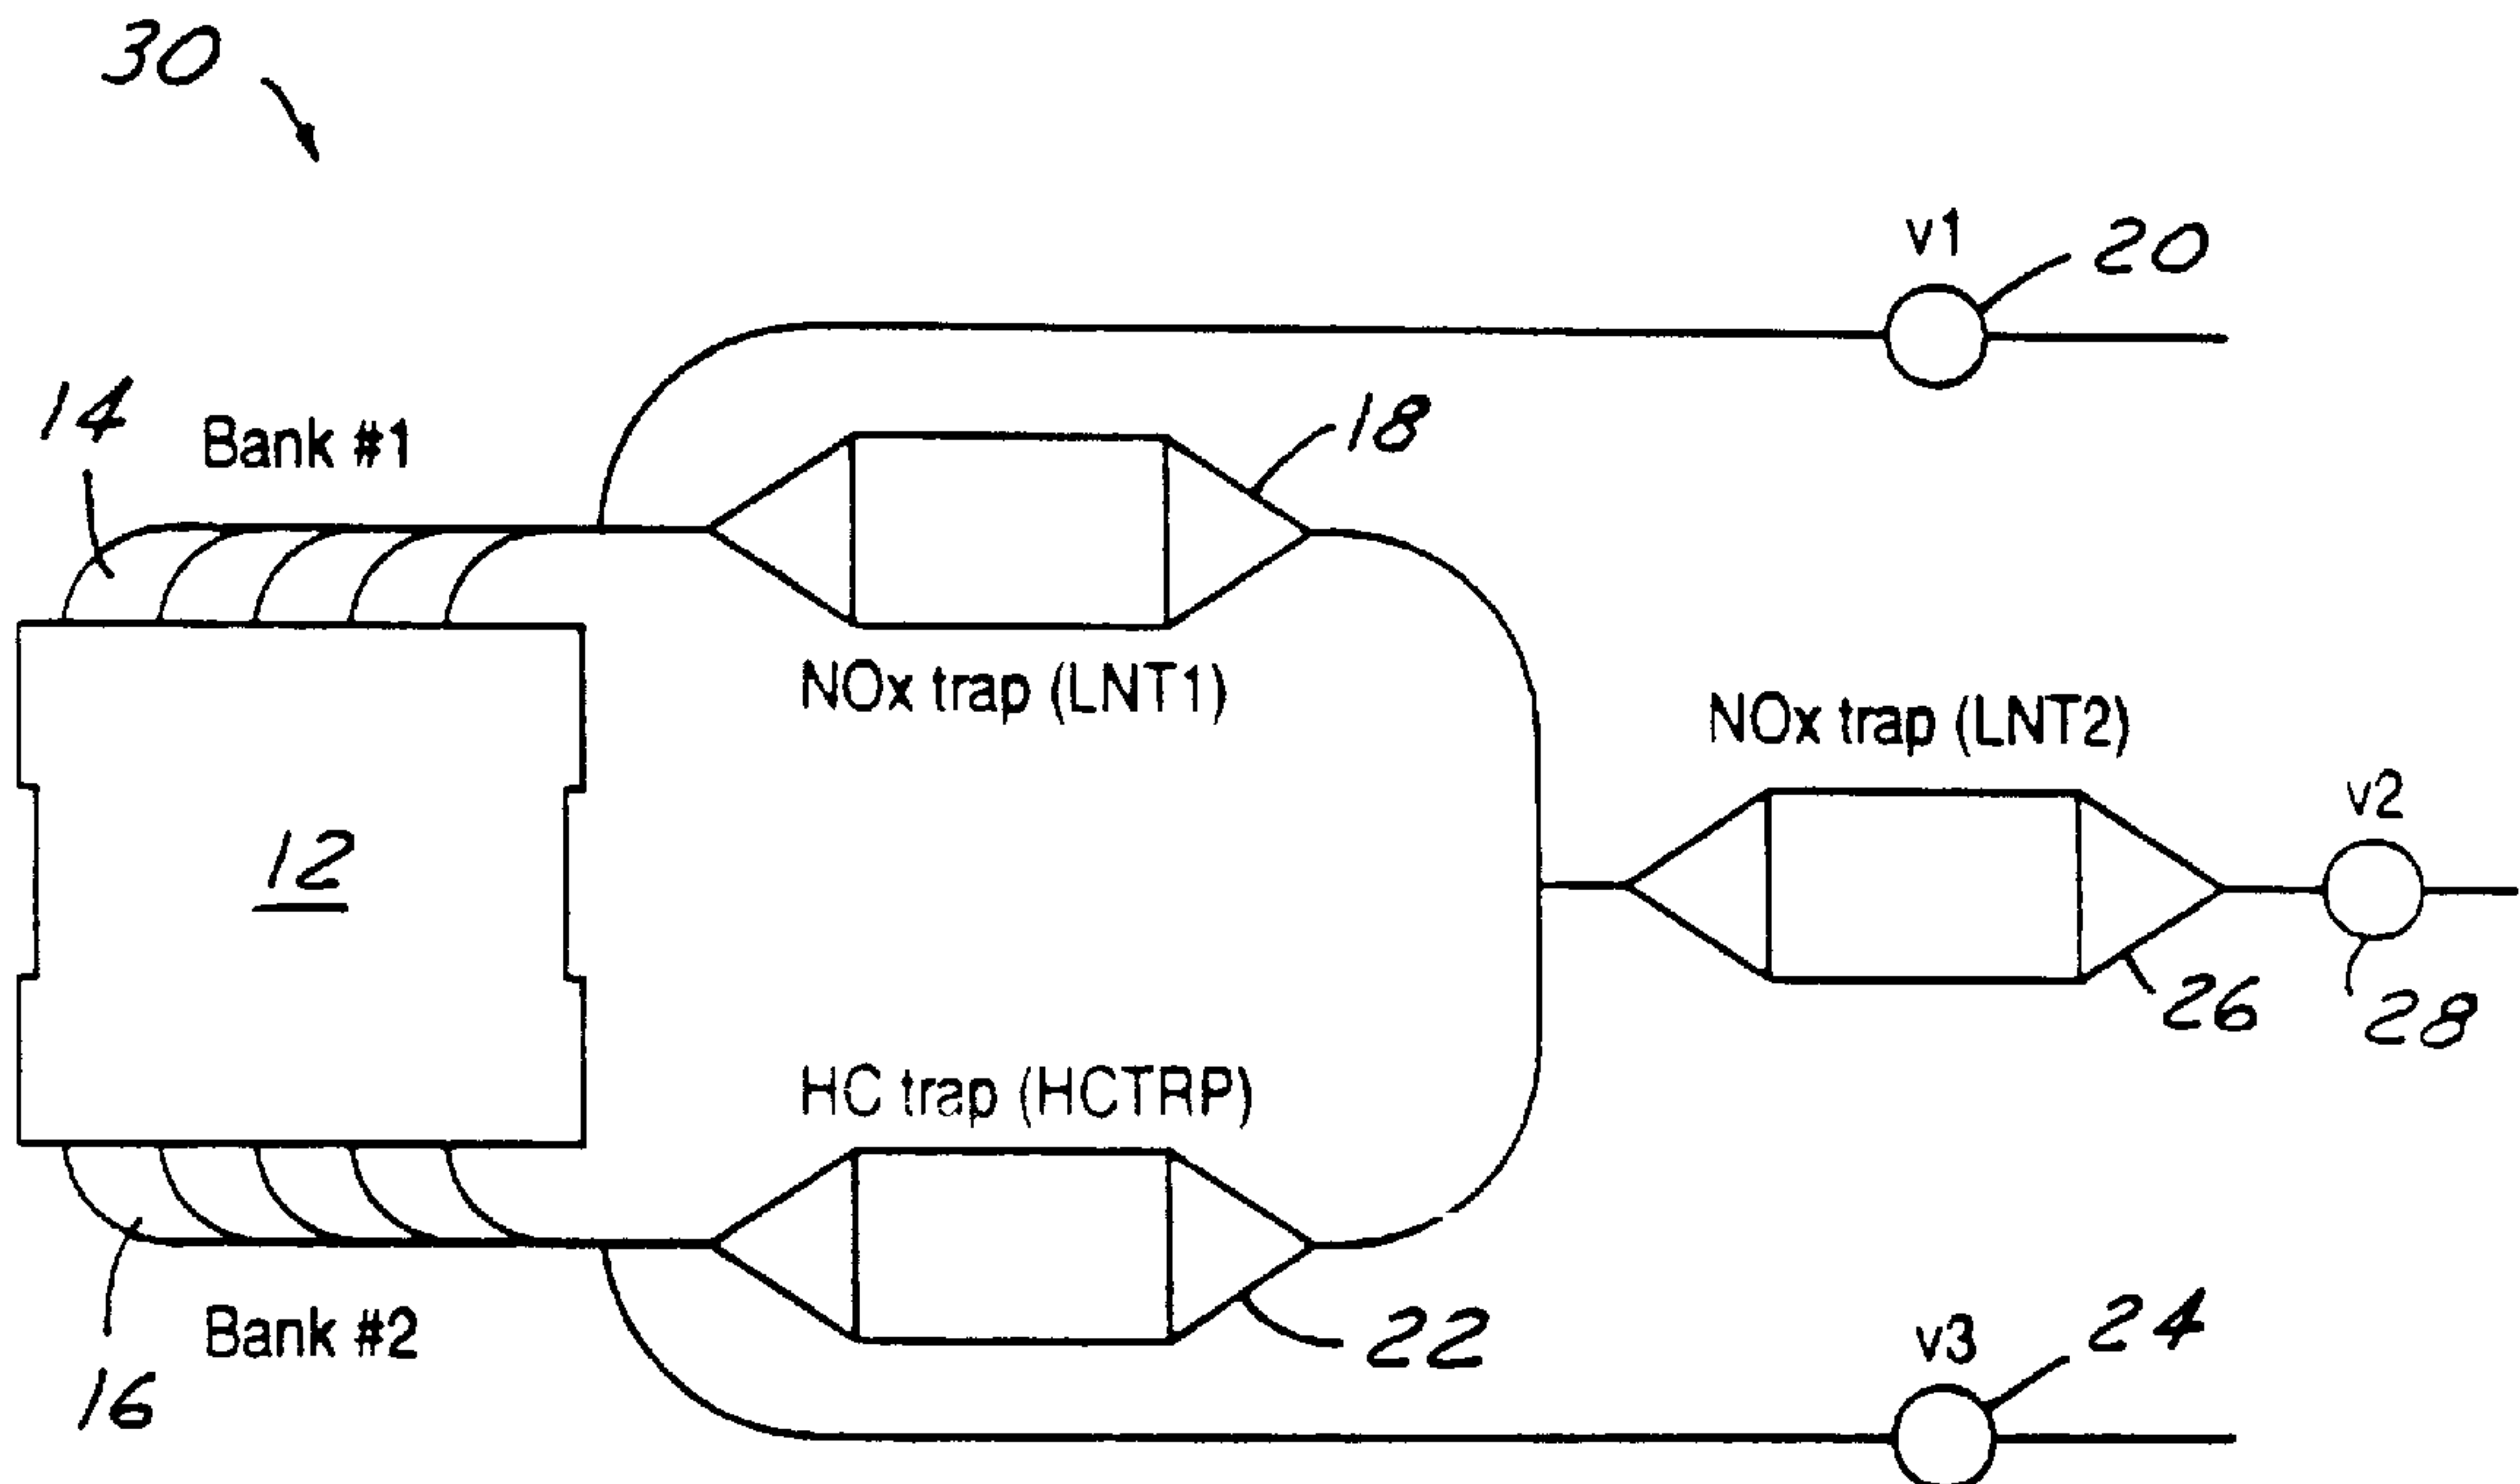 30
v1
20
14
Bank #1
18
NOx trap (LNT1)
NOx trap (LNT2)
v2
12
26
28
HC trap (HCTRP)
Bank #2
22
v3
24
16